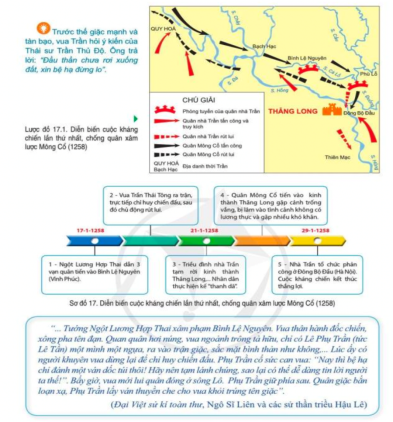 Trước thế giặc mạnh và
tàn bạo, vua Trần hỏi ý kiến của
Thái sư Trần Thủ Độ. Ông trả
lời: "Đầu thần chưa rơi xuống
đất, xin bệ hạ đừng lo".
Lược đồ 17.1. Diễn biến cuộc kháng
chiến lần thứ nhất, chống quân xâm
lược Mông Cổ (1258)
QUY HOÁ
Bạch Hạc
Bình Lệ Nguyên
Phù Lỗ
S. Hồng
THĂNG LONG
Đông Bộ Đầu
Thiên Mạc
CHÚ GIẢI
Phòng tuyến của quân nhà Trần
Quân nhà Trần tấn công và
truy kích
Quân nhà Trần rút lui
Quân Mông Cổ tấn công
Quân Mông Cổ rút lui
QUY HOÁ
Bạch Hạc
Địa danh thời Trần
2 - Vua Trần Thái Tông ra trận,
trực tiếp chỉ huy chiến đấu, sau
đó chủ động rút lui.
4 - Quân Mông Cổ tiến vào kinh
thành Thăng Long gặp cảnh trống
vắng, bị lâm vào tình cảnh không có
lương thực và gặp nhiều khó khăn.
17-1-1258
21-1-1258
29-1-1258
1 - Ngột Lương Hợp Thai dẫn 3
vạn quân tiến vào Bình Lệ Nguyên
(Vĩnh Phúc).
3 - Triều đình nhà Trần
tạm rời kinh thành
Thăng Long,.. Nhân dân
thực hiện kế "thanh dã".
5 - Nhà Trần tổ chức phản
công ở Đông Bộ Đầu (Hà Nội).
Cuộc kháng chiến kết thúc
thắng lợi.
Sơ đồ 17. Diễn biến cuộc kháng chiến lần thứ nhất, chống quân xâm lược Mông Cổ (1258)
"... Tướng Ngột Lương Hợp Thai xâm phạm Bình Lệ Nguyên. Vua thân hành đốc chiến,
xông pha tên đạn. Quan quân hơi núng, vua ngoảnh trông tả hữu, chỉ có Lê Phụ Trần (tức
Lê Tần) một mình một ngựa, ra vào trận giặc, sắc mặt bình thản như không,... Lúc ấy có
người khuyên vua dừng lại để chỉ huy chiến đấu. Phụ Trần cố sức can vua: "Nay thì bệ hạ
chỉ đánh một ván dốc túi thôi! Hãy nên tạm lánh chúng, sao lại có thể dễ dàng tin lời người
ta thế!". Bấy giờ, vua mới lui quân đóng ở sông Lô. Phụ Trần giữ phía sau. Quân giặc bắn
loạn xạ, Phụ Trần lấy ván thuyền che cho vua khỏi trúng tên giặc"
(Đại Việt sử kí toàn thư, Ngô Sĩ Liên và các sử thần triều Hậu Lê)